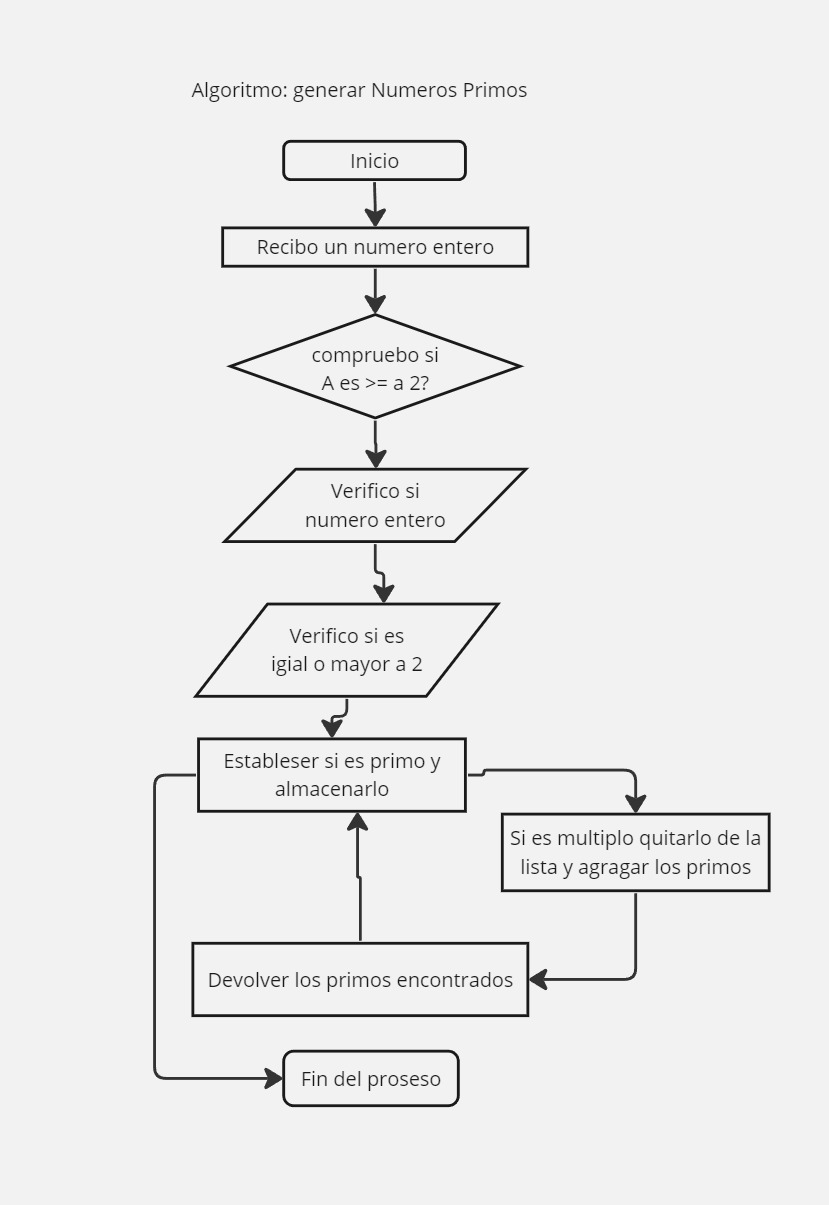 Algoritmo: generar Numeros Primos
Inicio
Recibo un numero entero
compruebo si
A es >= a 2?
Verifico si
numero entero
Verifico si es
igial o mayor a 2
Estableser si es primo y
almacenarlo
Si es multiplo quitarlo de la
lista y agragar los primos
Devolver los primos encontrados
Fin del proseso